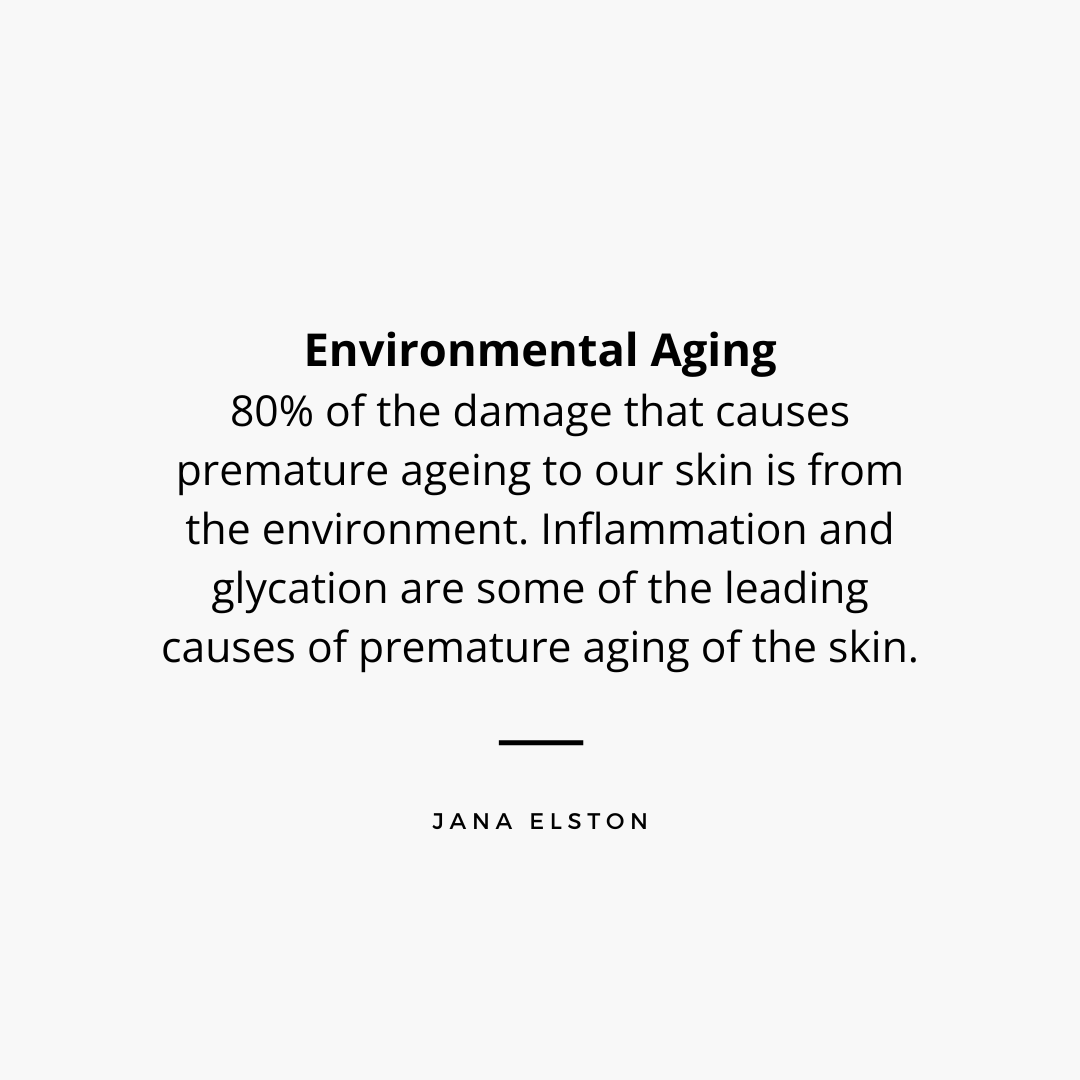 Environmental Aging
80% of the damage that causes
premature ageing to our skin is from
the environment. Inflammation and
glycation are some of the leading
causes of premature aging of the skin.
JANA ELSTON